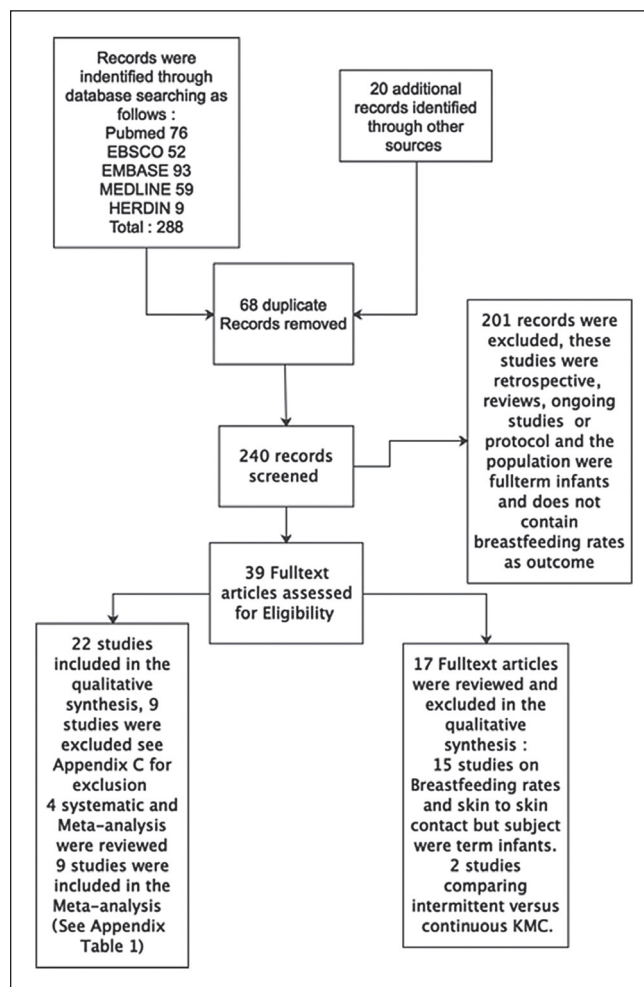 Records were
indentified through
database searching as
follows :
Pubmed 76
EBSCO 52
EMBASE 93
MEDLINE 59
HERDIN 9
Total : 288
20 additional
records identified
through other
sources
68 duplicate
Records removed
201 records were
excluded, these
studies were
retrospective,
reviews, ongoing
studies or
protocol and the
population were
fullterm infants
and does not
contain
breastfeeding rates
as outcome
240 records
screened
39 Fulltext
articles assessed
for Eligibility
22 studies
included in the
qualitative
synthesis, 9
studies were
excluded see
Appendix C for
exclusion
4 systematic and
Meta-analysis
were reviewed
9 studies were
included in the
Meta-analysis
(See Appendix
Table 1)
17 Fulltext articles
were reviewed and
excluded in the
qualitative
synthesis :
15 studies on
Breastfeeding rates
and skin to skin
contact but subject
were term infants.
2 studies
comparing
intermittent versus
continuous KMC.